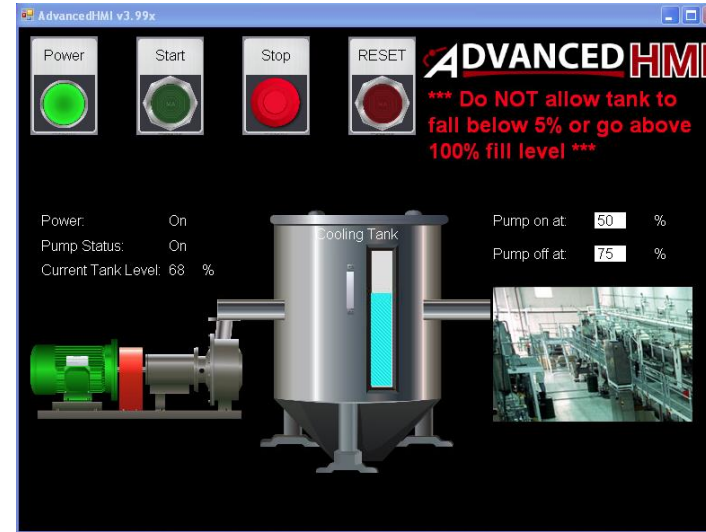 AdvancedHMI v3.99x
Power Start Stop RESET
ADVANCED HMI
*** Do NOT allow tank to
fall below 5% or go above
100% fill level ***
Power: On
Pump Status: On
Current Tank Level: 68 %
Cooling Tank
Pump on at: 50 %
Pump off at: 75 %